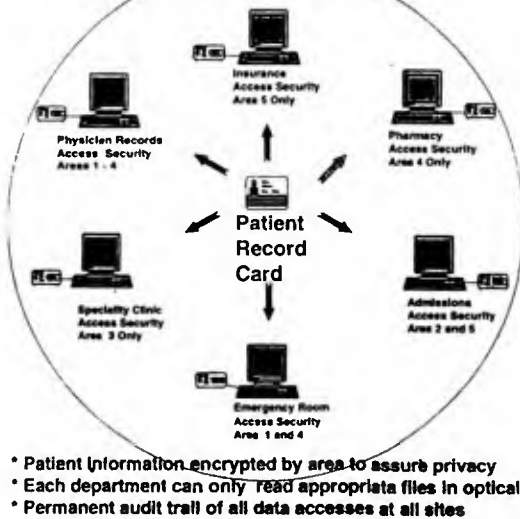 Insurance
Access Security
Area 5 Only
Physician Records
Access Security
Areas 1 - 4
Pharmacy
Access Security
Area 4 Only
Patient
Record
Card
Speciality Clinic
Access Security
Area 3 Only
Admissions
Access Security
Area 2 and 5
Emergency Room
Access Security
Area 1 and 4
* Patient Information encrypted by area to assure privacy
* Each department can only read appropriate files in optical
* Permanent audit trail of all data accesses at all sites